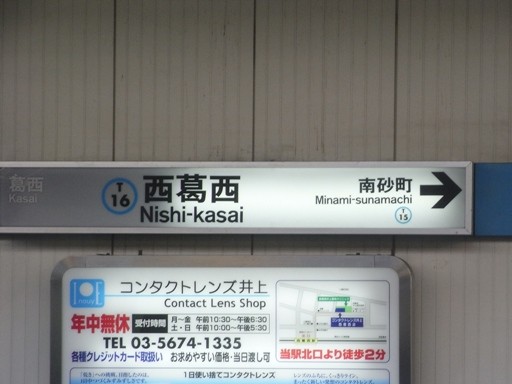 葛西
Kasai
T
16
西葛西
Nishi-kasai
南砂町
Minami-sunamachi
T
15
コンタクトレンズ井上
Contact Lens Shop
年中無休 受付時間 月-金 午前10:30~午後6:30
土・日 午前10:30~午後5:30
TEL 03-5674-1335
各種クレジットカード取扱い お求めやすい価格・当日渡し可
当駅北口より徒歩2分
1日使い捨てコンタクトレンズ